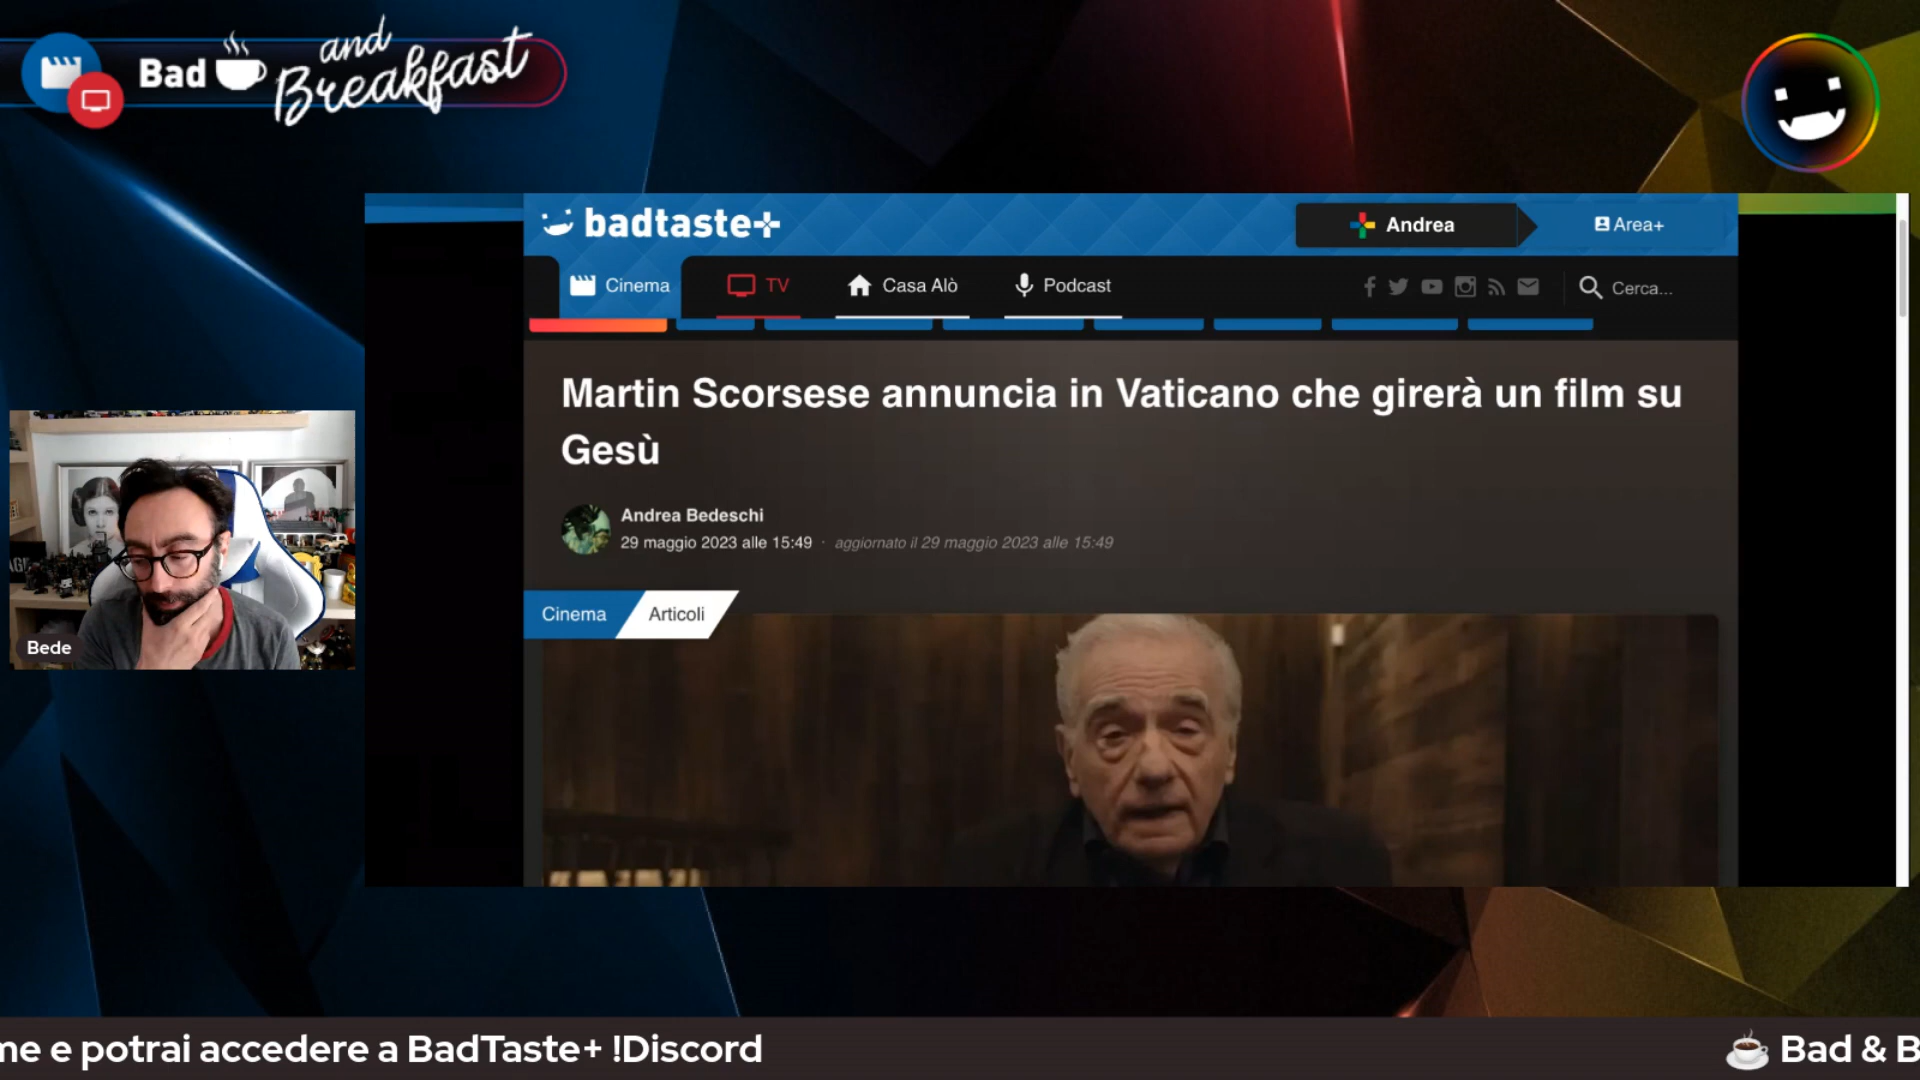 Bad and Breakfast
badtaste+
Andrea
Area+
Cinema
TV
Casa Alò
Podcast
Cerca...
Martin Scorsese annuncia in Vaticano che girerà un film su
Gesù
Andrea Bedeschi
29 maggio 2023 alle 15:49 · aggiornato il 29 maggio 2023 alle 15:49
Cinema
Articoli
Bede
me e potrai accedere a BadTaste+ !Discord
Bad & B